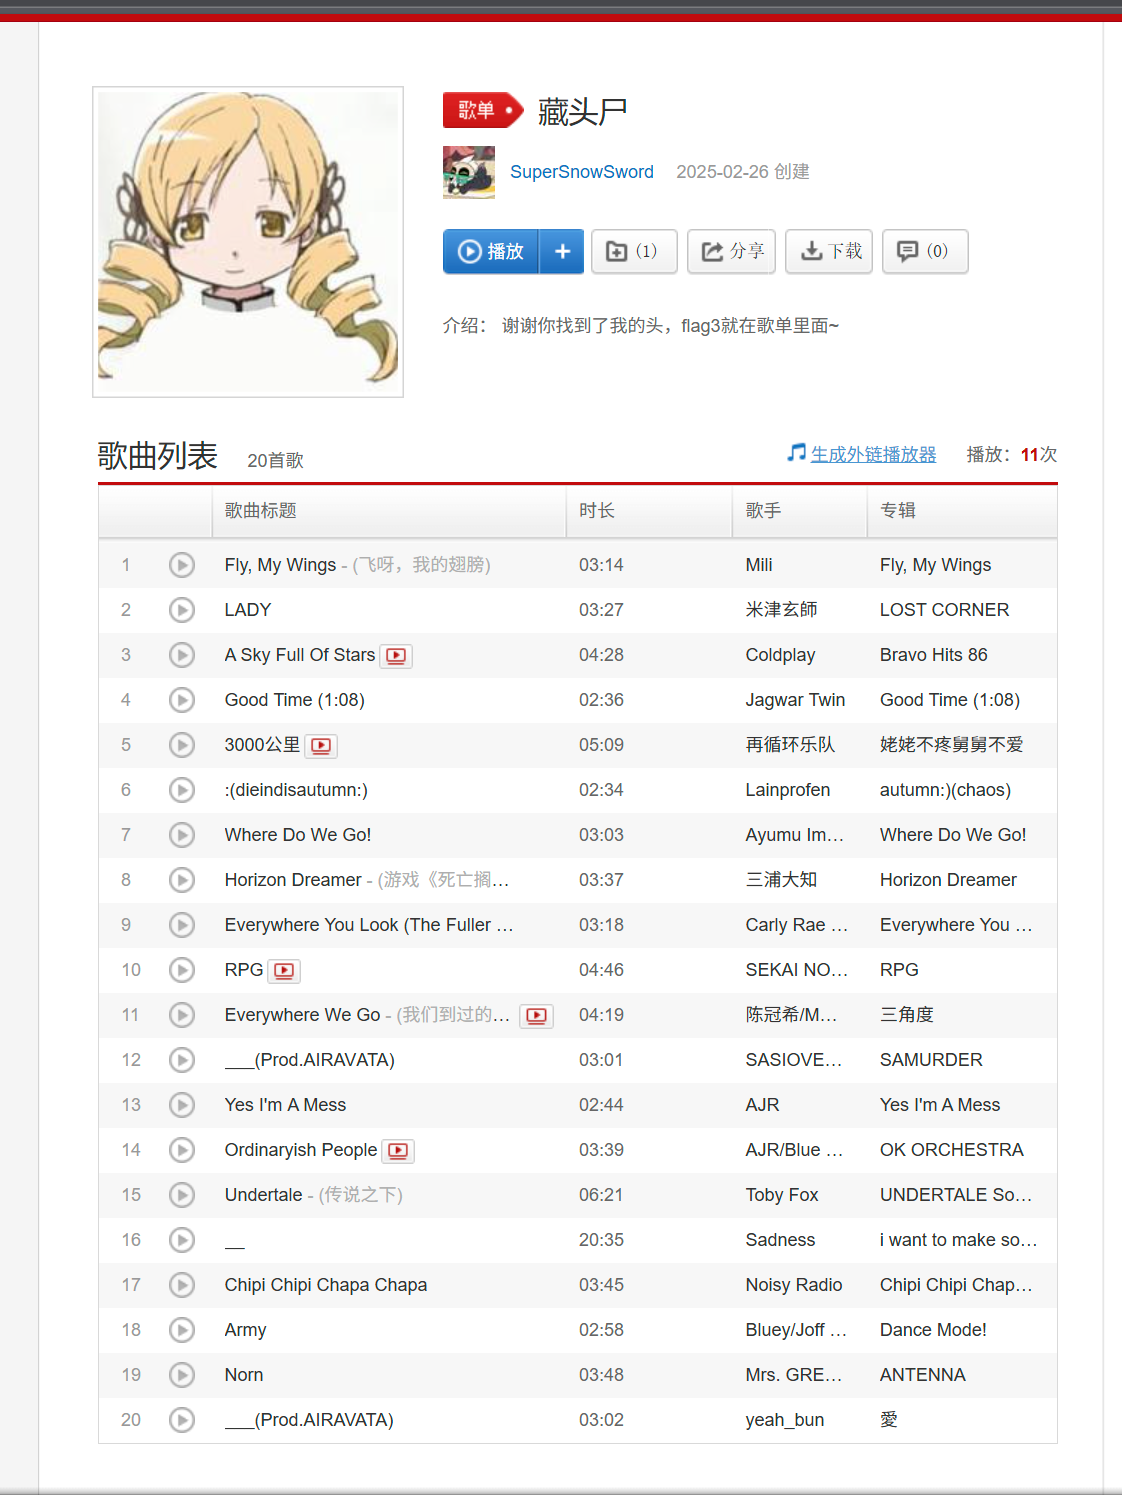 歌单 藏头尸
SuperSnowSword 2025-02-26 创建
播放 + (1) 分享 下载 (0)
介绍： 谢谢你找到了我的头，flag3就在歌单里面~
歌曲列表 20首歌 生成外链播放器 播放：11次
歌曲标题 时长 歌手 专辑
1 Fly, My Wings - (飞呀，我的翅膀) 03:14 Mili Fly, My Wings
2 LADY 03:27 米津玄師 LOST CORNER
3 A Sky Full Of Stars 04:28 Coldplay Bravo Hits 86
4 Good Time (1:08) 02:36 Jagwar Twin Good Time (1:08)
5 3000公里 05:09 再循环乐队 姥姥不疼舅舅不爱
6 :(dieindisautumn:) 02:34 Lainprofen autumn:)(chaos)
7 Where Do We Go! 03:03 Ayumu Im... Where Do We Go!
8 Horizon Dreamer - (游戏《死亡搁... 03:37 三浦大知 Horizon Dreamer
9 Everywhere You Look (The Fuller ... 03:18 Carly Rae ... Everywhere You ...
10 RPG 04:46 SEKAI NO... RPG
11 Everywhere We Go - (我们到过的... 04:19 陈冠希/M... 三角度
12 ___(Prod.AIRAVATA) 03:01 SASIOVE... SAMURDER
13 Yes I'm A Mess 02:44 AJR Yes I'm A Mess
14 Ordinaryish People 03:39 AJR/Blue ... OK ORCHESTRA
15 Undertale - (传说之下) 06:21 Toby Fox UNDERTALE So...
16 __ 20:35 Sadness i want to make so...
17 Chipi Chipi Chapa Chapa 03:45 Noisy Radio Chipi Chipi Chap...
18 Army 02:58 Bluey/Joff ... Dance Mode!
19 Norn 03:48 Mrs. GRE... ANTENNA
20 ___(Prod.AIRAVATA) 03:02 yeah_bun 愛